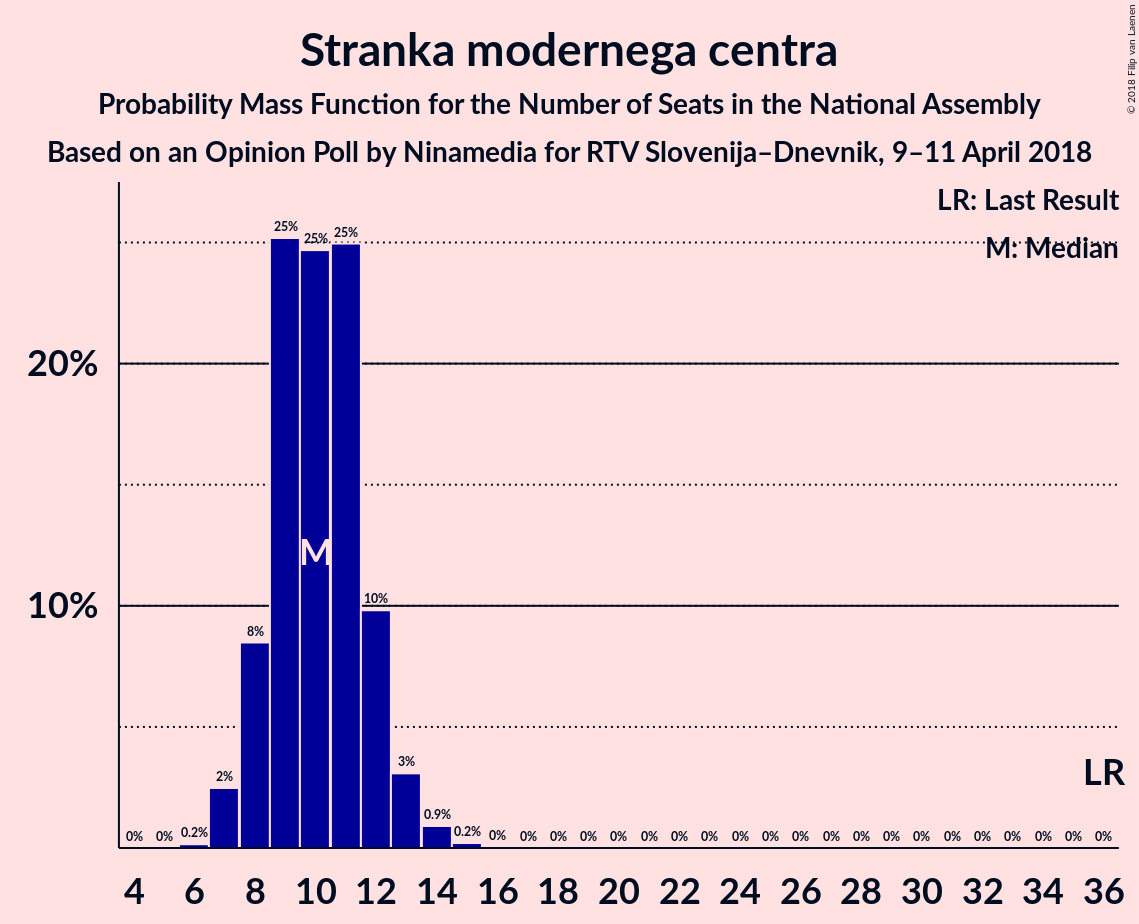 Stranka modernega centra
Probability Mass Function for the Number of Seats in the National Assembly
Based on an Opinion Poll by Ninamedia for RTV Slovenija–Dnevnik, 9–11 April 2018
© 2018 Filip van Laenen
LR: Last Result
M: Median
20%
10%
0% 0% 0.2% 2% 8% 25% 25% 25% 10% 3% 0.9% 0.2% 0% 0% 0% 0% 0% 0% 0% 0% 0% 0% 0% 0% 0% 0% 0% 0% 0% 0% 0% 0% 0%
M
LR
4 6 8 10 12 14 16 18 20 22 24 26 28 30 32 34 36